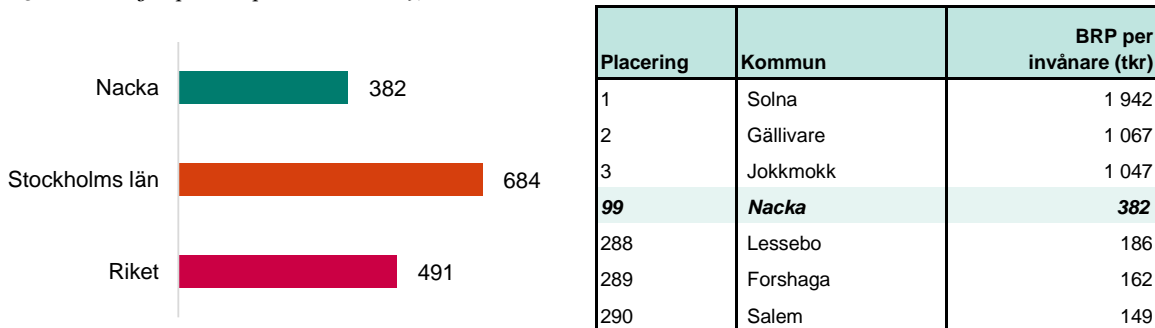 Nacka 382
Stockholms län 684
Riket 491
BRP per
Placering Kommun invånare (tkr)
1 Solna 1 942
2 Gällivare 1 067
3 Jokkmokk 1 047
99 Nacka 382
288 Lessebo 186
289 Forshaga 162
290 Salem 149